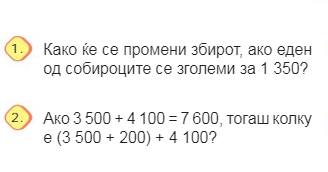 1. Како ќе се промени збирот, ако еден
од собироците се зголеми за 1 350?
2. Ако 3 500 + 4 100 = 7 600, тогаш колку
е (3 500 + 200) + 4 100?